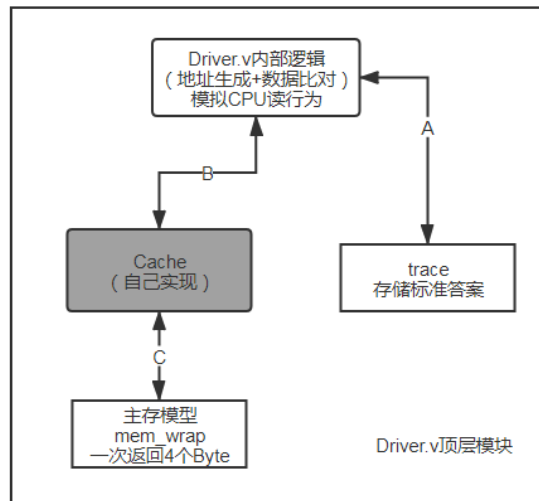 Driver.v内部逻辑
（地址生成+数据比对）
模拟CPU读行为
A
B
Cache
（自己实现）
trace
存储标准答案
C
主存模型
mem_wrap
一次返回4个Byte
Driver.v顶层模块